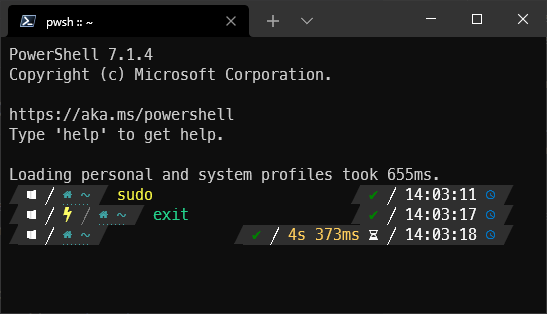 pwsh :: ~
PowerShell 7.1.4
Copyright (c) Microsoft Corporation.
https://aka.ms/powershell
Type 'help' to get help.
Loading personal and system profiles took 655ms.
/ ~ sudo ✔ / 14:03:11
/ ⚡ / ~ exit ✔ / 14:03:17
/ ~ ✔ / 4s 373ms / 14:03:18